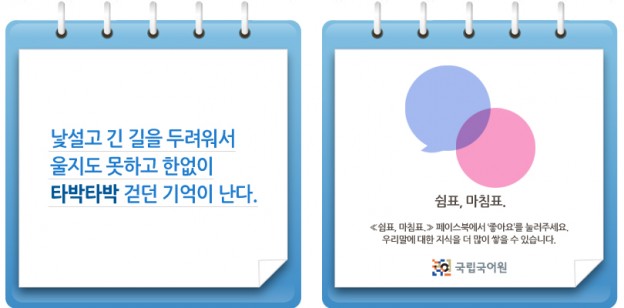 낯설고 긴 길을 두려워서
울지도 못하고 한없이
타박타박 걷던 기억이 난다.
쉼표, 마침표.
≪쉼표, 마침표.≫ 페이스북에서 '좋아요'를 눌러주세요.
우리말에 대한 지식을 더 많이 쌓을 수 있습니다.
국립국어원